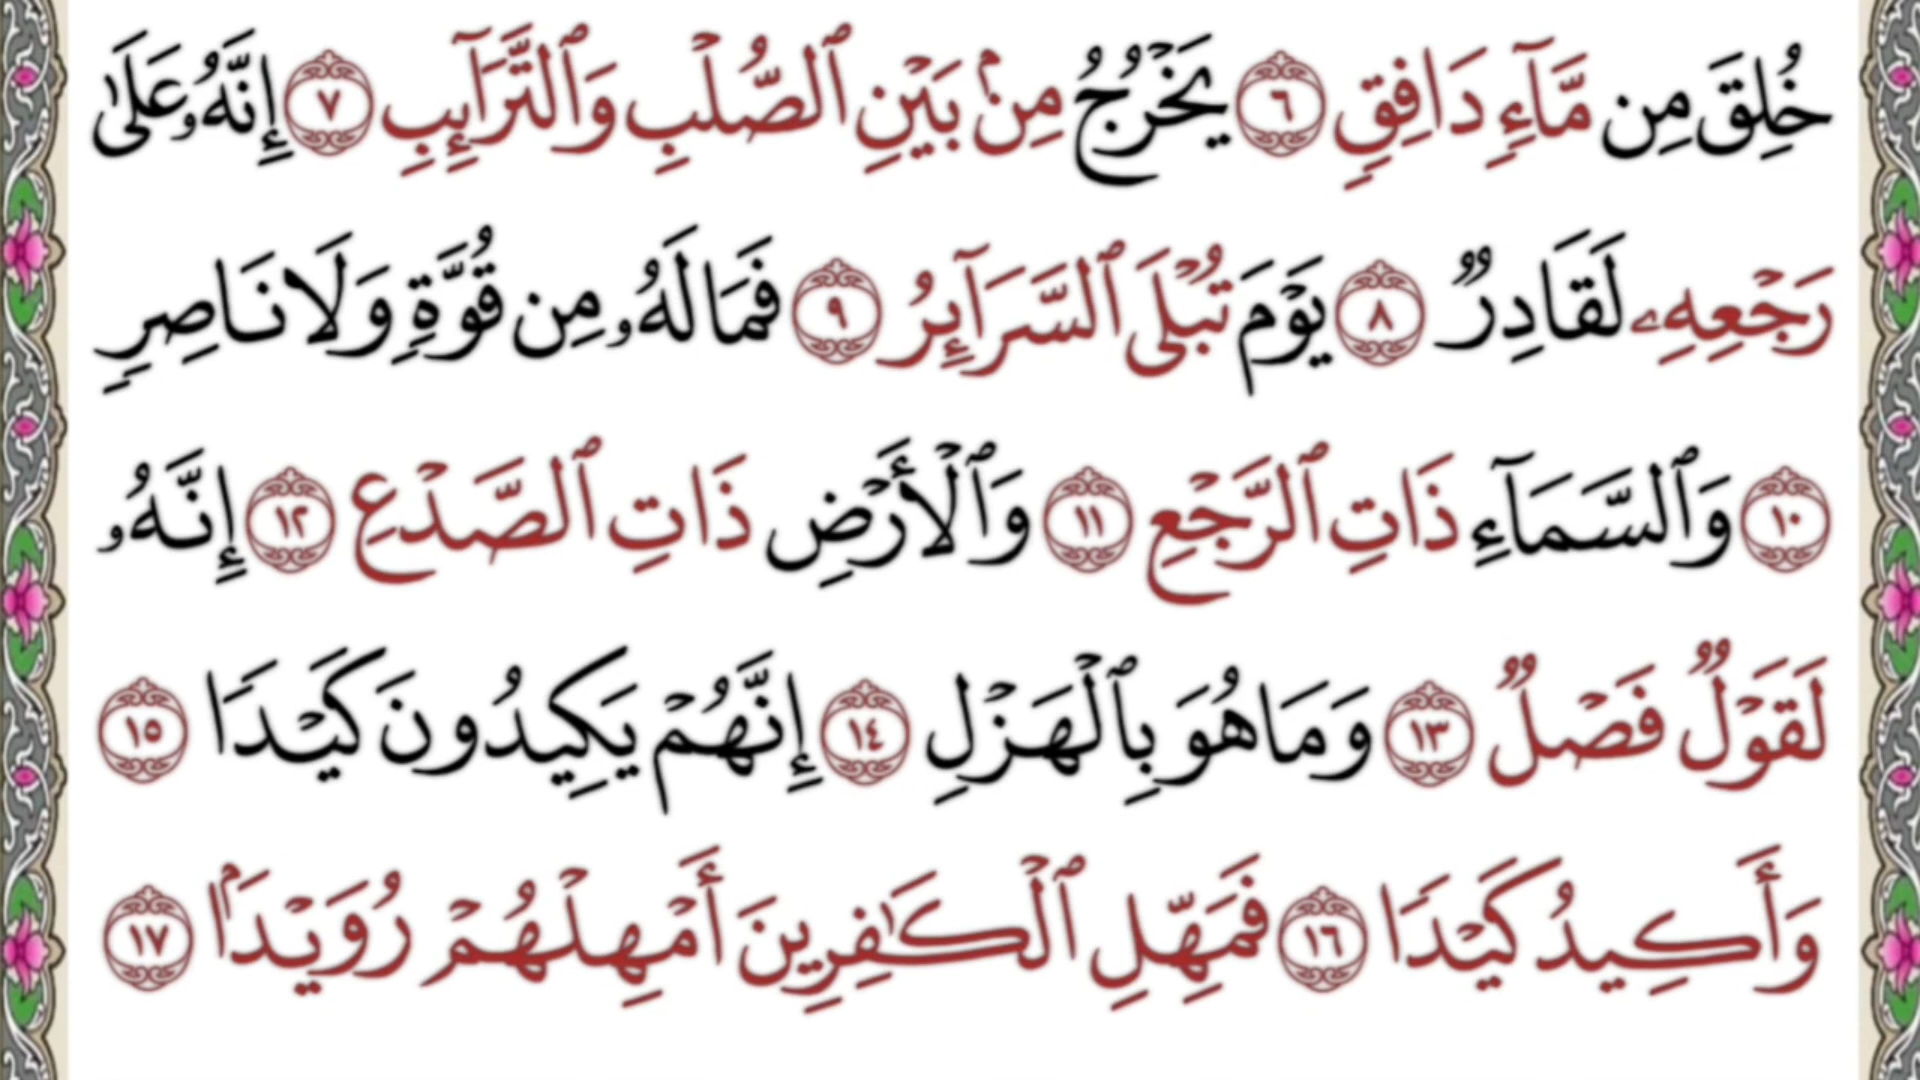 خُلِقَ مِن مَّآءٍ دَافِقٍ ٦ يَخْرُجُ مِنۢ بَيْنِ ٱلصُّلْبِ وَٱلتَّرَآئِبِ ٧ إِنَّهُۥ عَلَىٰ
رَجْعِهِۦ لَقَادِرٌ ٨ يَوْمَ تُبْلَى ٱلسَّرَآئِرُ ٩ فَمَا لَهُۥ مِن قُوَّةٍ وَلَا نَاصِرٍ
١٠ وَٱلسَّمَآءِ ذَاتِ ٱلرَّجْعِ ١١ وَٱلْأَرْضِ ذَاتِ ٱلصَّدْعِ ١٢ إِنَّهُۥ
لَقَوْلٌ فَصْلٌ ١٣ وَمَا هُوَ بِٱلْهَزْلِ ١٤ إِنَّهُمْ يَكِيدُونَ كَيْدًا ١٥
وَأَكِيدُ كَيْدًا ١٦ فَمَهِّلِ ٱلْكَٰفِرِينَ أَمْهِلْهُمْ رُوَيْدَۢا ١٧